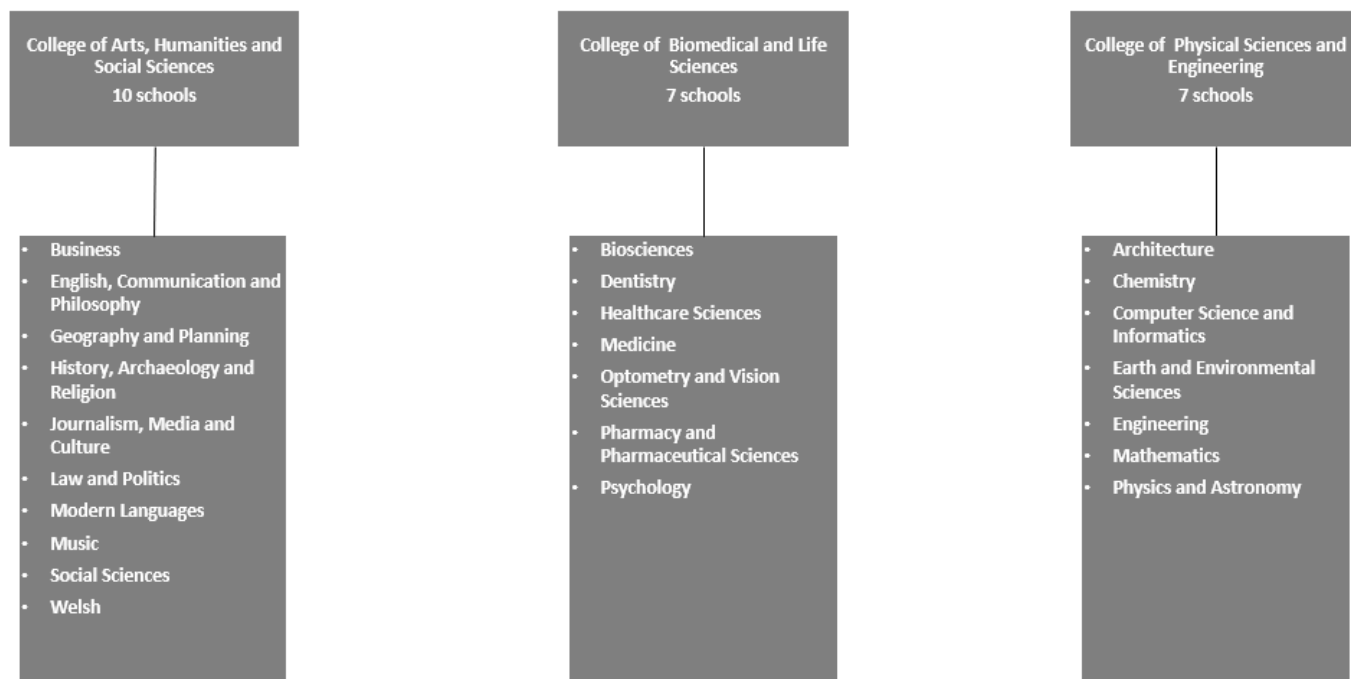 College of Arts, Humanities and
Social Sciences
10 schools
• Business
• English, Communication and
Philosophy
• Geography and Planning
• History, Archaeology and
Religion
• Journalism, Media and
Culture
• Law and Politics
• Modern Languages
• Music
• Social Sciences
• Welsh
College of Biomedical and Life
Sciences
7 schools
• Biosciences
• Dentistry
• Healthcare Sciences
• Medicine
• Optometry and Vision
Sciences
• Pharmacy and
Pharmaceutical Sciences
• Psychology
College of Physical Sciences and
Engineering
7 schools
• Architecture
• Chemistry
• Computer Science and
Informatics
• Earth and Environmental
Sciences
• Engineering
• Mathematics
• Physics and Astronomy